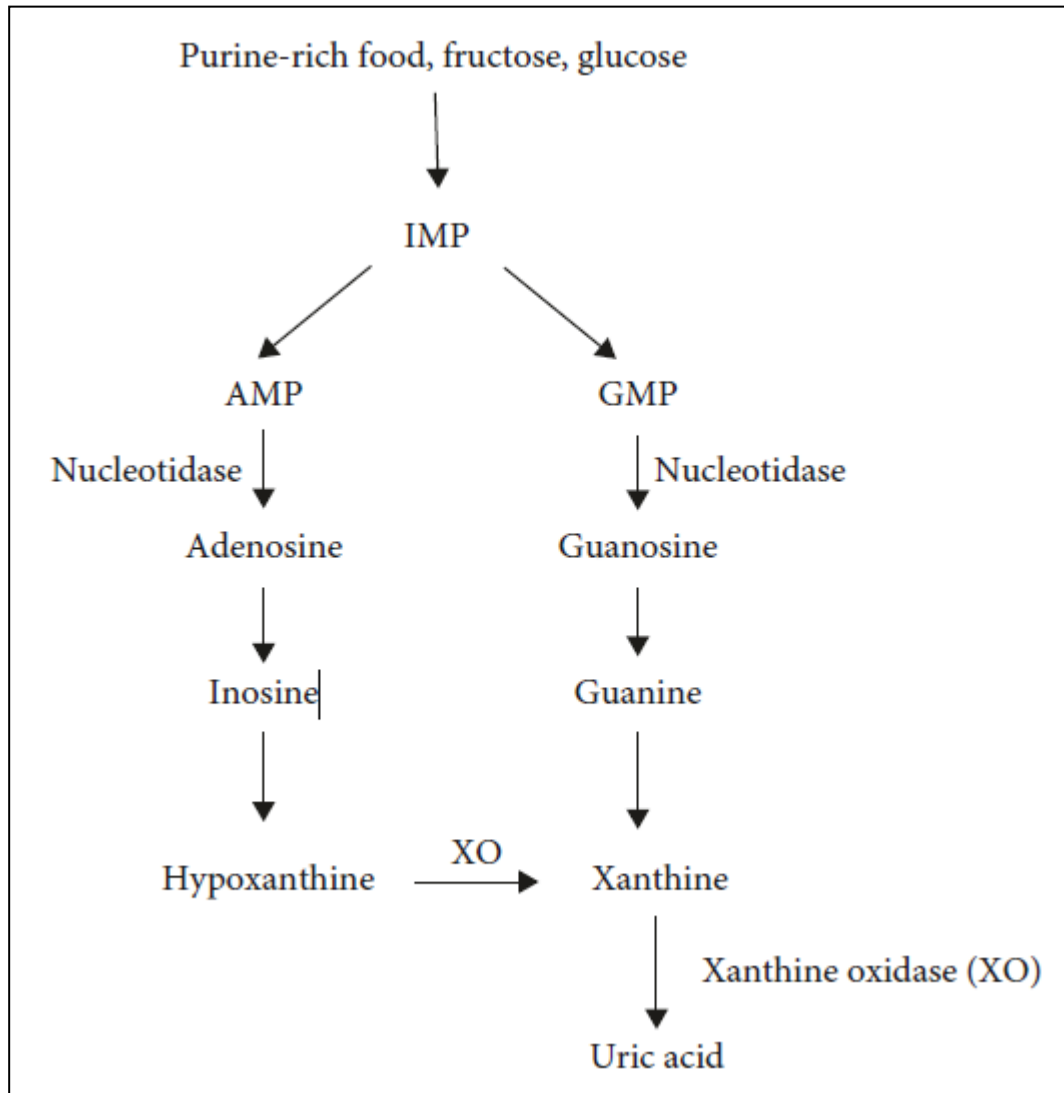 Purine-rich food, fructose, glucose
IMP
AMP
GMP
Nucleotidase
Nucleotidase
Adenosine
Guanosine
Inosine
Guanine
XO
Hypoxanthine
Xanthine
Xanthine oxidase (XO)
Uric acid